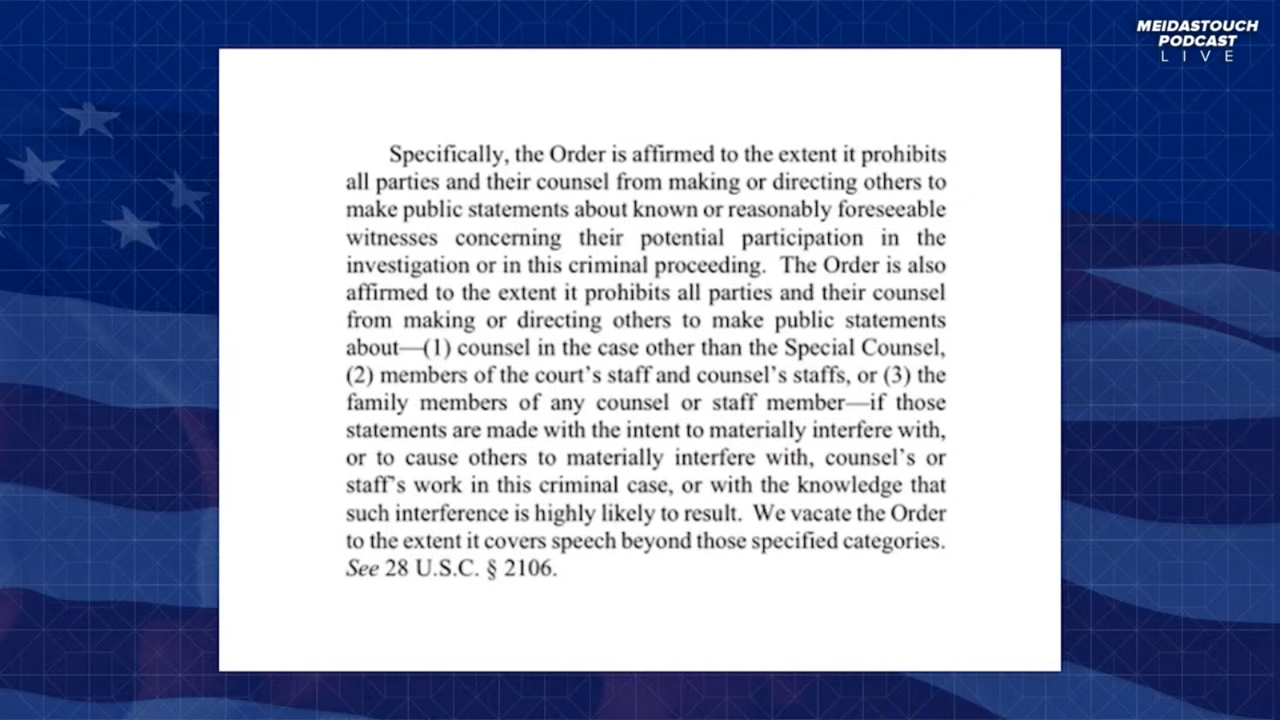 MEIDASTOUCH
PODCAST
LIVE
Specifically, the Order is affirmed to the extent it prohibits
all parties and their counsel from making or directing others to
make public statements about known or reasonably foreseeable
witnesses concerning their potential participation in the
investigation or in this criminal proceeding.  The Order is also
affirmed to the extent it prohibits all parties and their counsel
from making or directing others to make public statements
about—(1) counsel in the case other than the Special Counsel,
(2) members of the court's staff and counsel's staffs, or (3) the
family members of any counsel or staff member—if those
statements are made with the intent to materially interfere with,
or to cause others to materially interfere with, counsel's or
staff's work in this criminal case, or with the knowledge that
such interference is highly likely to result.  We vacate the Order
to the extent it covers speech beyond those specified categories.
See 28 U.S.C. § 2106.